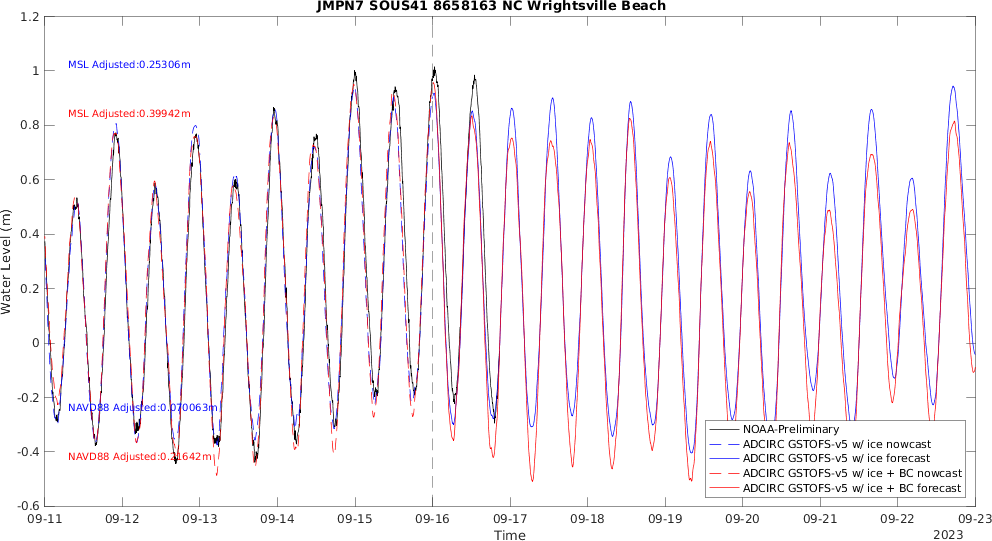 JMPN7 SOUS41 8658163 NC Wrightsville Beach
1.2
1
0.8
0.6
0.4
0.2
0
-0.2
-0.4
-0.6
Water Level (m)
MSL Adjusted:0.25306m
MSL Adjusted:0.39942m
NAVD88 Adjusted:0.070063m
NAVD88 Adjusted:0.21642m
NOAA-Preliminary
ADCIRC GSTOFS-v5 w/ ice nowcast
ADCIRC GSTOFS-v5 w/ ice forecast
ADCIRC GSTOFS-v5 w/ ice + BC nowcast
ADCIRC GSTOFS-v5 w/ ice + BC forecast
09-11 09-12 09-13 09-14 09-15 09-16 09-17 09-18 09-19 09-20 09-21 09-22 09-23
Time
2023